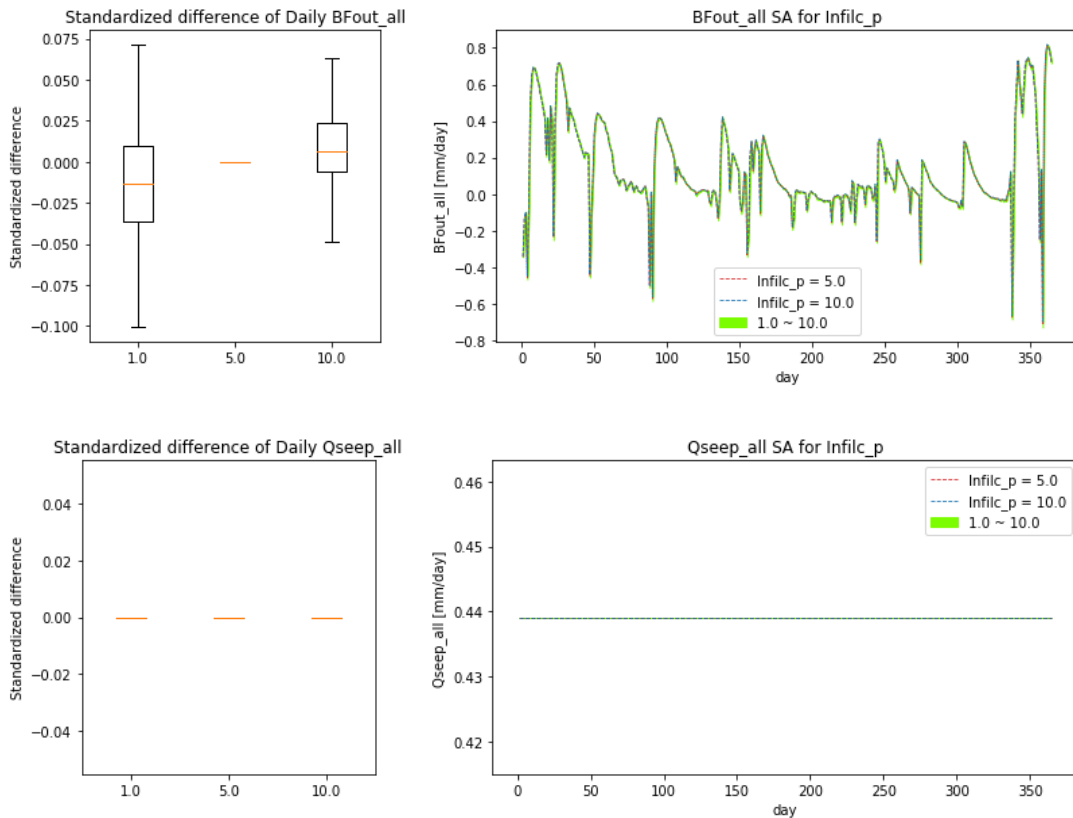 Standardized difference of Daily BFout_all
Standardized difference
0.075
0.050
0.025
0.000
−0.025
−0.050
−0.075
−0.100
1.0 5.0 10.0
BFout_all SA for Infilc_p
BFout_all [mm/day]
0.8
0.6
0.4
0.2
0.0
−0.2
−0.4
−0.6
−0.8
Infilc_p = 5.0
Infilc_p = 10.0
1.0 ~ 10.0
0 50 100 150 200 250 300 350
day
Standardized difference of Daily Qseep_all
Standardized difference
0.04
0.02
0.00
−0.02
−0.04
1.0 5.0 10.0
Qseep_all SA for Infilc_p
Qseep_all [mm/day]
0.46
0.45
0.44
0.43
0.42
Infilc_p = 5.0
Infilc_p = 10.0
1.0 ~ 10.0
0 50 100 150 200 250 300 350
day